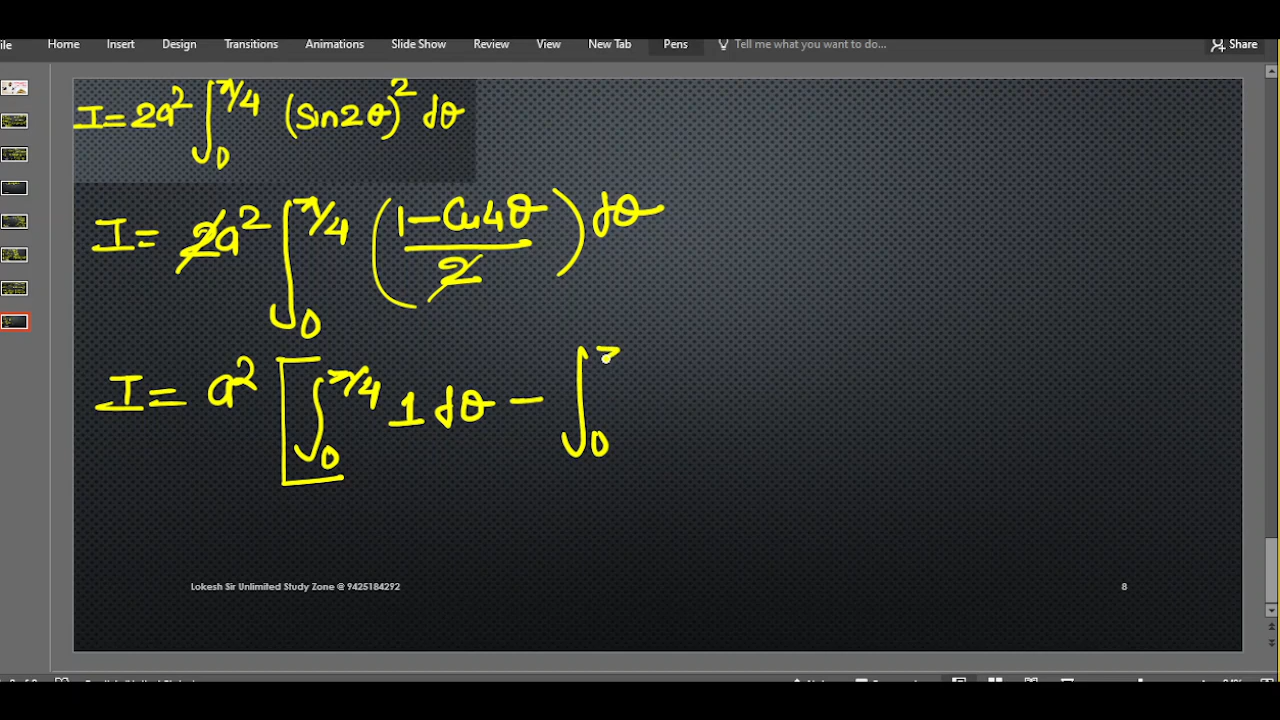 ile Home Insert Design Transitions Animations Slide Show Review View New Tab Pens Tell me what you want to do... Share
I=2a² ∫₀^π/4 (Sin2θ)² dθ
I= 2a² ∫₀^π/4 (1-Cos4θ / 2) dθ
I= a² [∫₀^π/4 1dθ - ∫₀
Lokesh Sir Unlimited Study Zone @ 9425184292 8